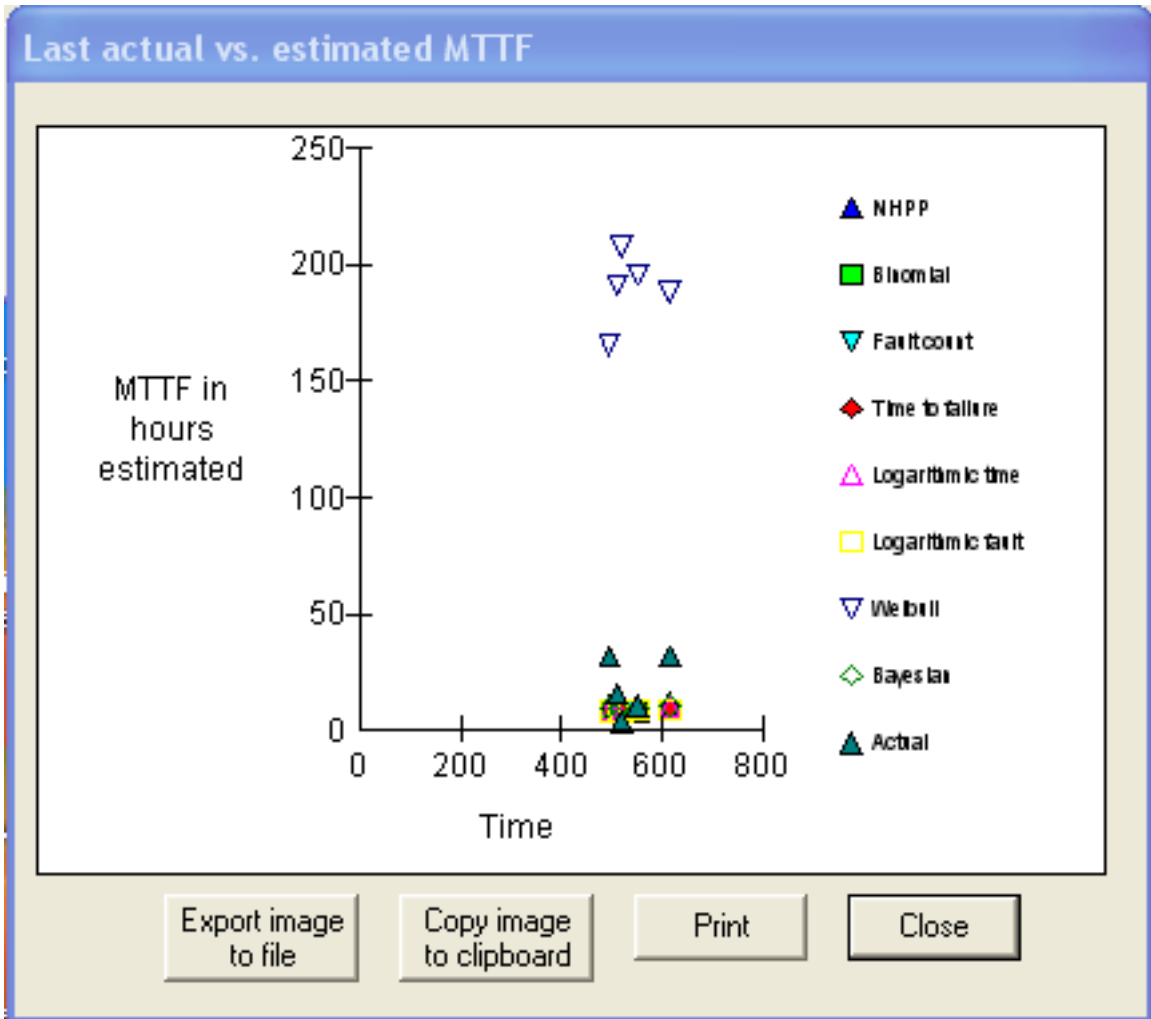 Last actual vs. estimated MTTF
250
200
150
100
50
0
MTTF in
hours
estimated
0 200 400 600 800
Time
NHPP
Binomial
Faultcount
Time to failure
Logaritimic time
Logaritimic fault
Weibull
Bayesian
Actual
Export image
to file
Copy image
to clipboard
Print
Close